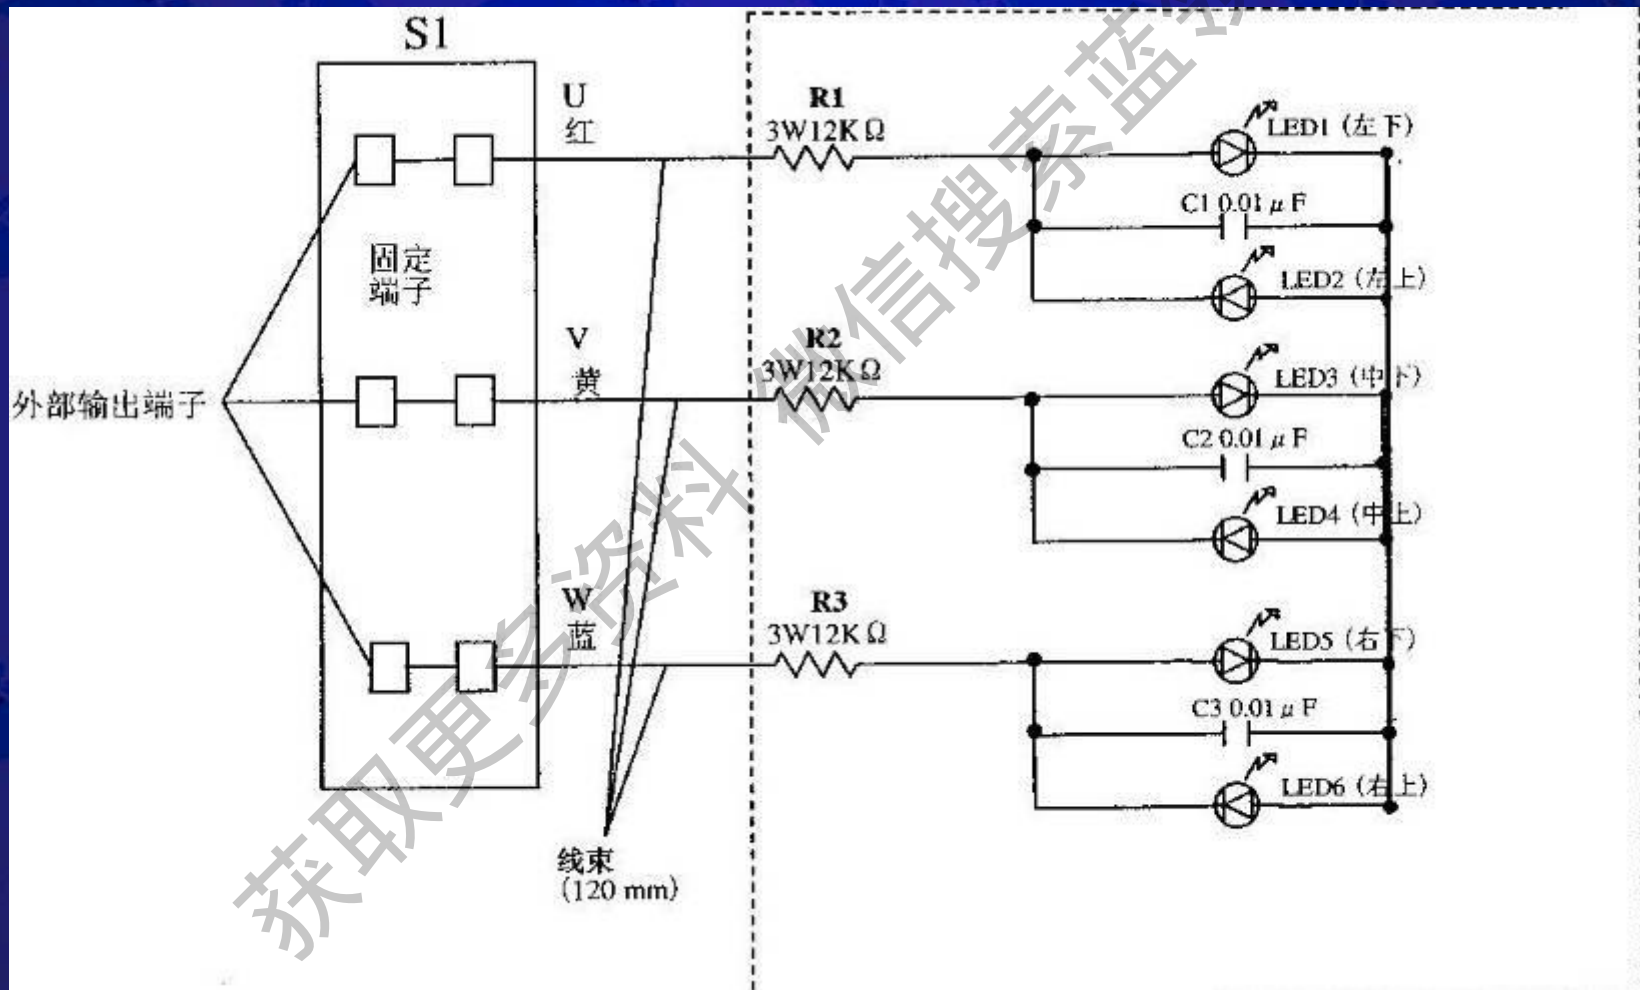 S1
U
红
R1
3W12KΩ
LED1 (左下)
C1 0.01μF
LED2 (左上)
固定
端子
V
黄
R2
3W12KΩ
LED3 (中下)
C2 0.01μF
LED4 (中上)
外部输出端子
W
蓝
R3
3W12KΩ
LED5 (右下)
C3 0.01μF
LED6 (右上)
线束
(120 mm)
获取更多资料 微信搜索蓝领